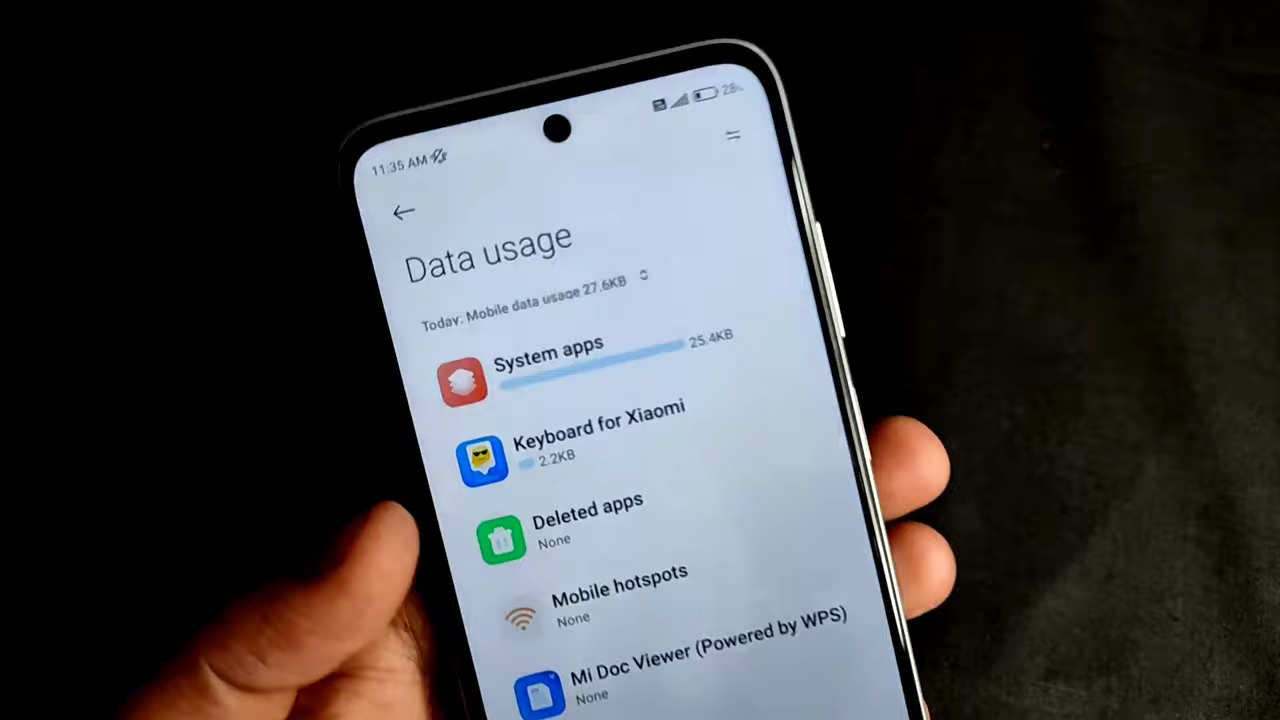 11:35 AM
28%
Data usage
Today: Mobile data usage 27.6KB
System apps
25.4KB
Keyboard for Xiaomi
2.2KB
Deleted apps
None
Mobile hotspots
None
Mi Doc Viewer (Powered by WPS)
None